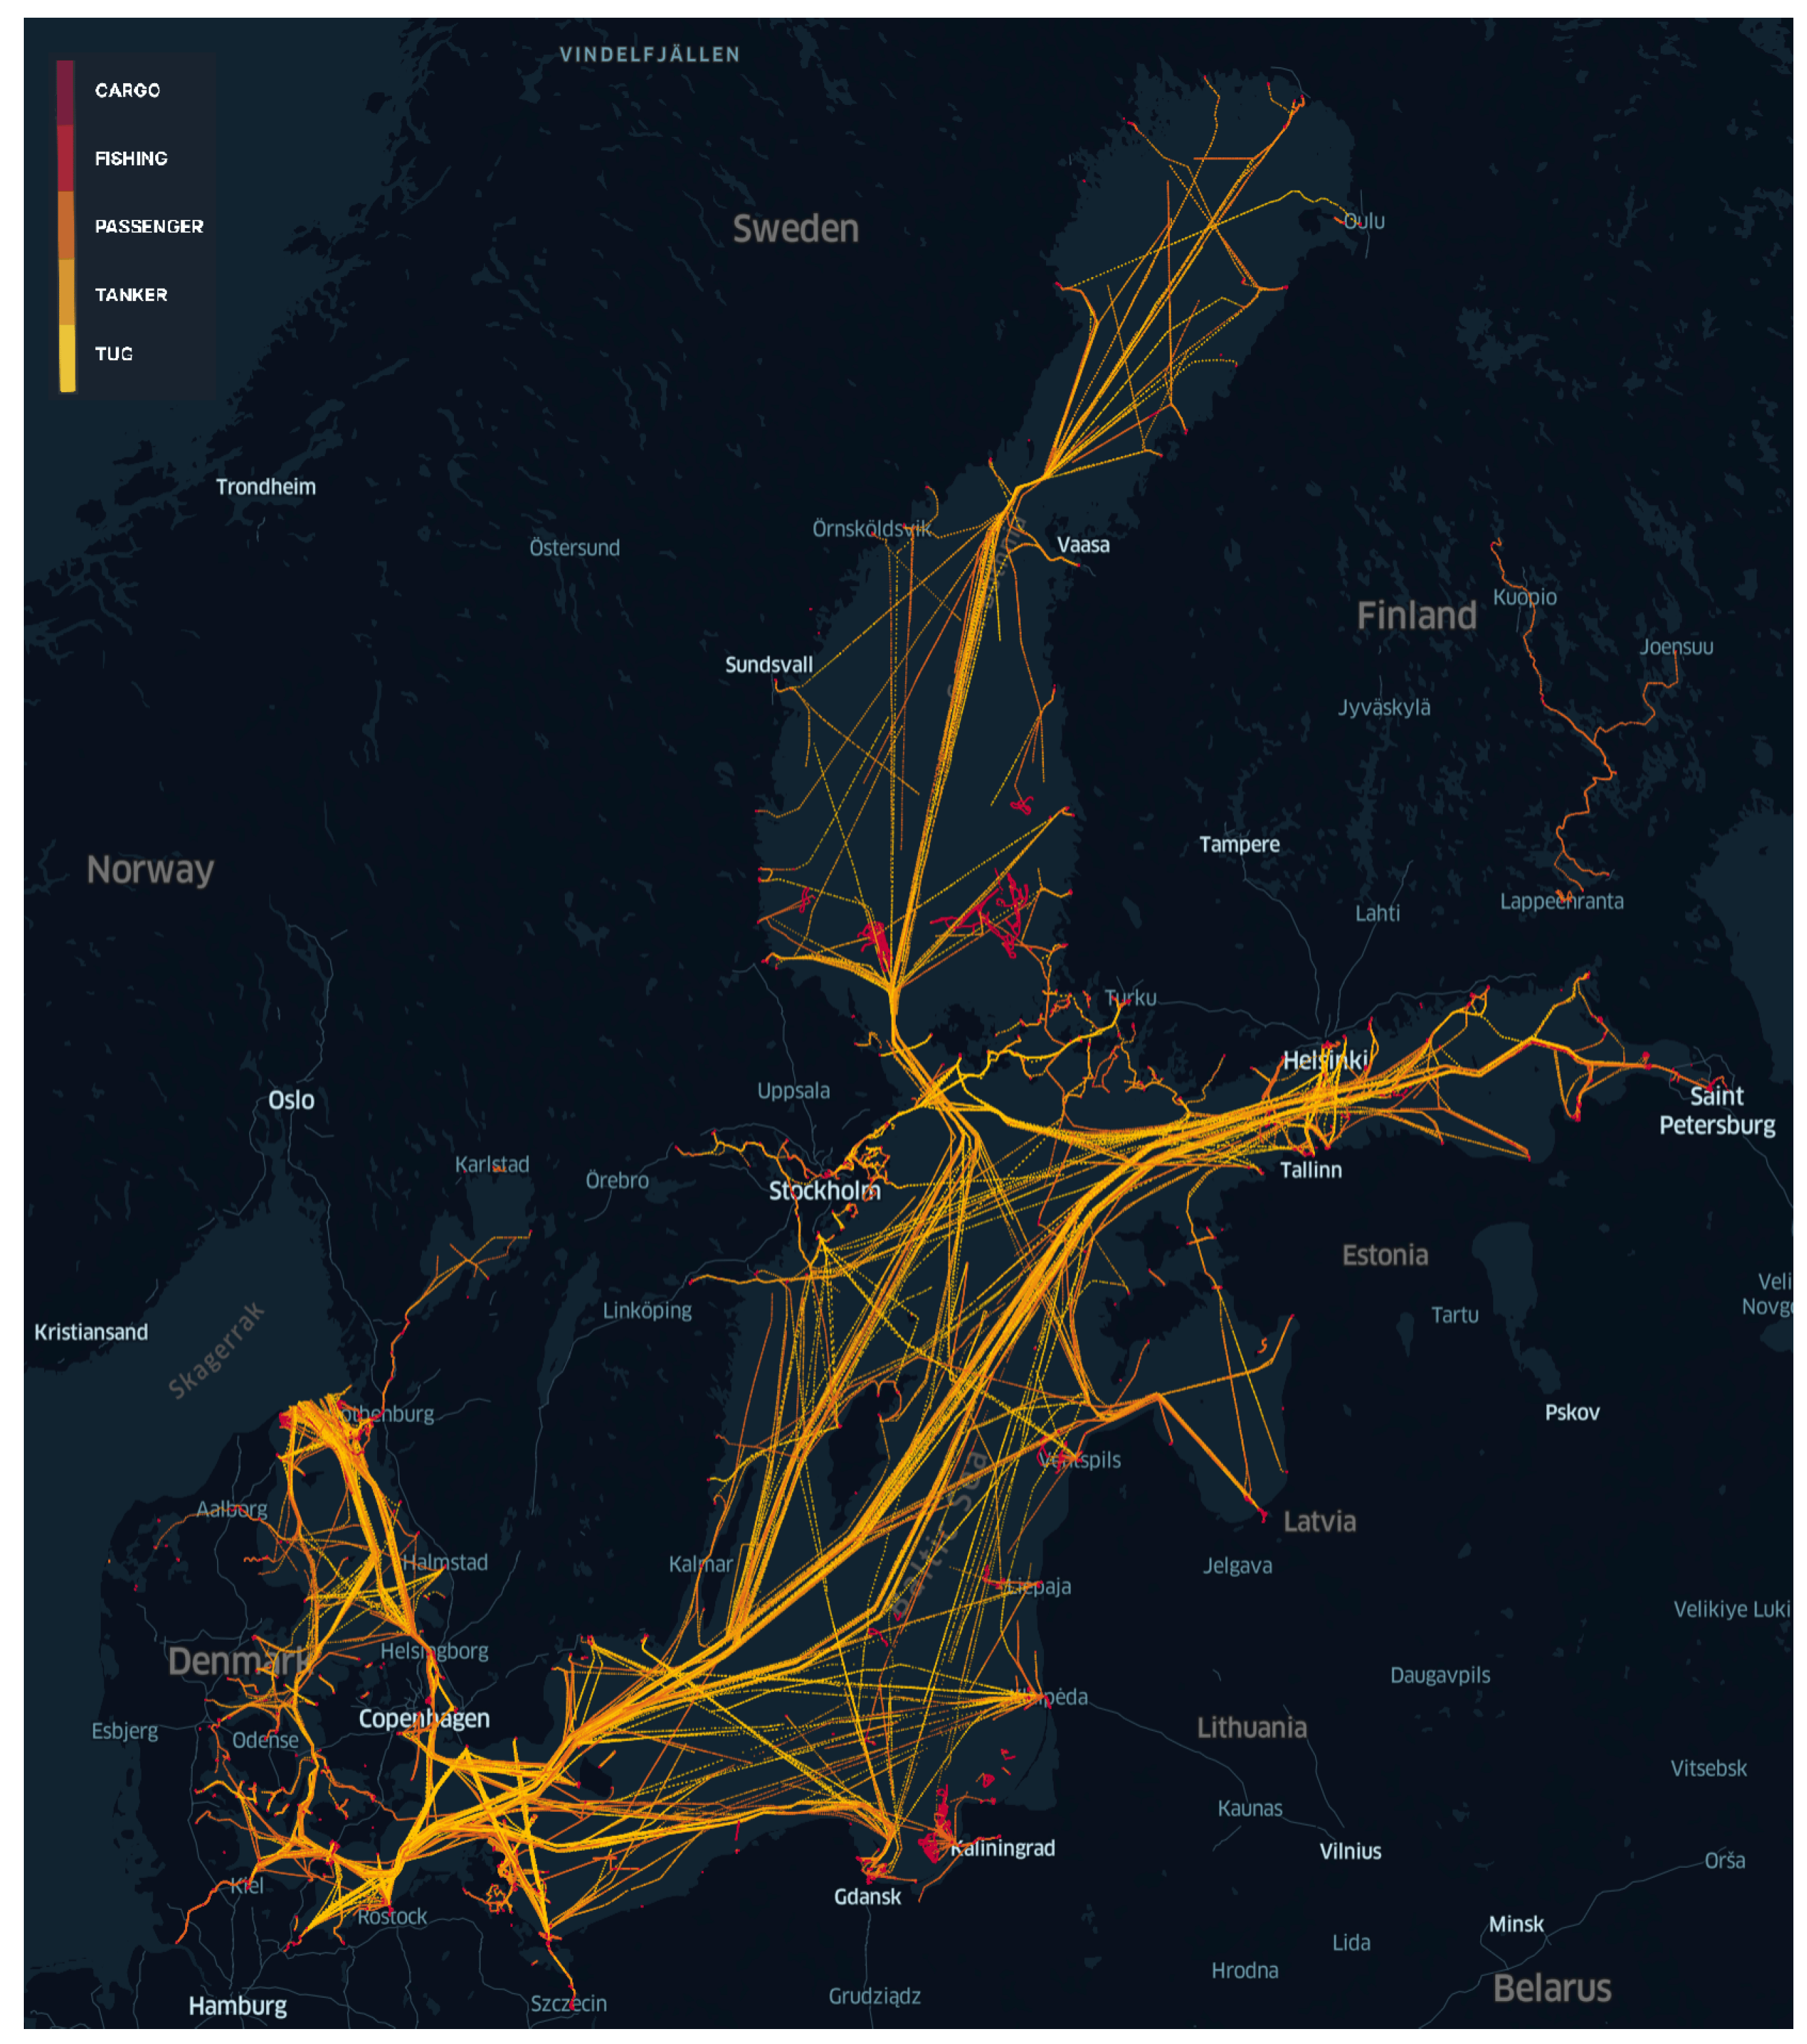 VINDELFJÄLLEN
CARGO
FISHING
PASSENGER
TANKER
TUG
Sweden
Oulu
Trondheim
Örnsköldsvik
Östersund
Vaasa
Kuopio
Finland
Joensuu
Sundsvall
Jyväskylä
Tampere
Norway
Lappeenranta
Lahti
Turku
Helsinki
Uppsala
Oslo
Saint
Petersburg
Karlstad
Örebro
Stockholm
Tallinn
Estonia
Veli
Novgo
Linköping
Tartu
Kristiansand
Skagerrak
Pskov
Ventspils
Aalborg
Latvia
Baltic Sea
Halmstad
Kalmar
Jelgava
Liepaja
Velikiye Luki
Helsingborg
Denmark
Daugavpils
Klaipėda
Copenhagen
Esbjerg
Odense
Lithuania
Vitsebsk
Kaunas
Kaliningrad
Vilnius
Orša
Kiel
Gdansk
Rostock
Minsk
Lida
Hrodna
Belarus
Hamburg
Szczecin
Grudziądz